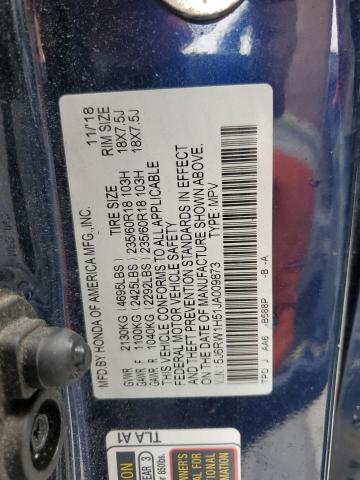 MFD BY HONDA OF AMERICA MFG.,INC. 11/18
TIRE SIZE RIM SIZE
GVWR 2130KG (4695LBS)
GAWR F 1100KG (2425LBS) 235/60R18 103H 18X7.5J
GAWR R 1040KG (2292LBS) 235/60R18 103H 18X7.5J
THIS VEHICLE CONFORMS TO ALL APPLICABLE
FEDERAL MOTOR VEHICLE SAFETY
AND THEFT PREVENTION STANDARDS IN EFFECT
ON THE DATE OF MANUFACTURE SHOWN ABOVE.
V.I.N.: 5J6RW1H51JA009873 TYPE: MPV
TPD J AA6 -B588P -B -A
TLA A1
EAR 3